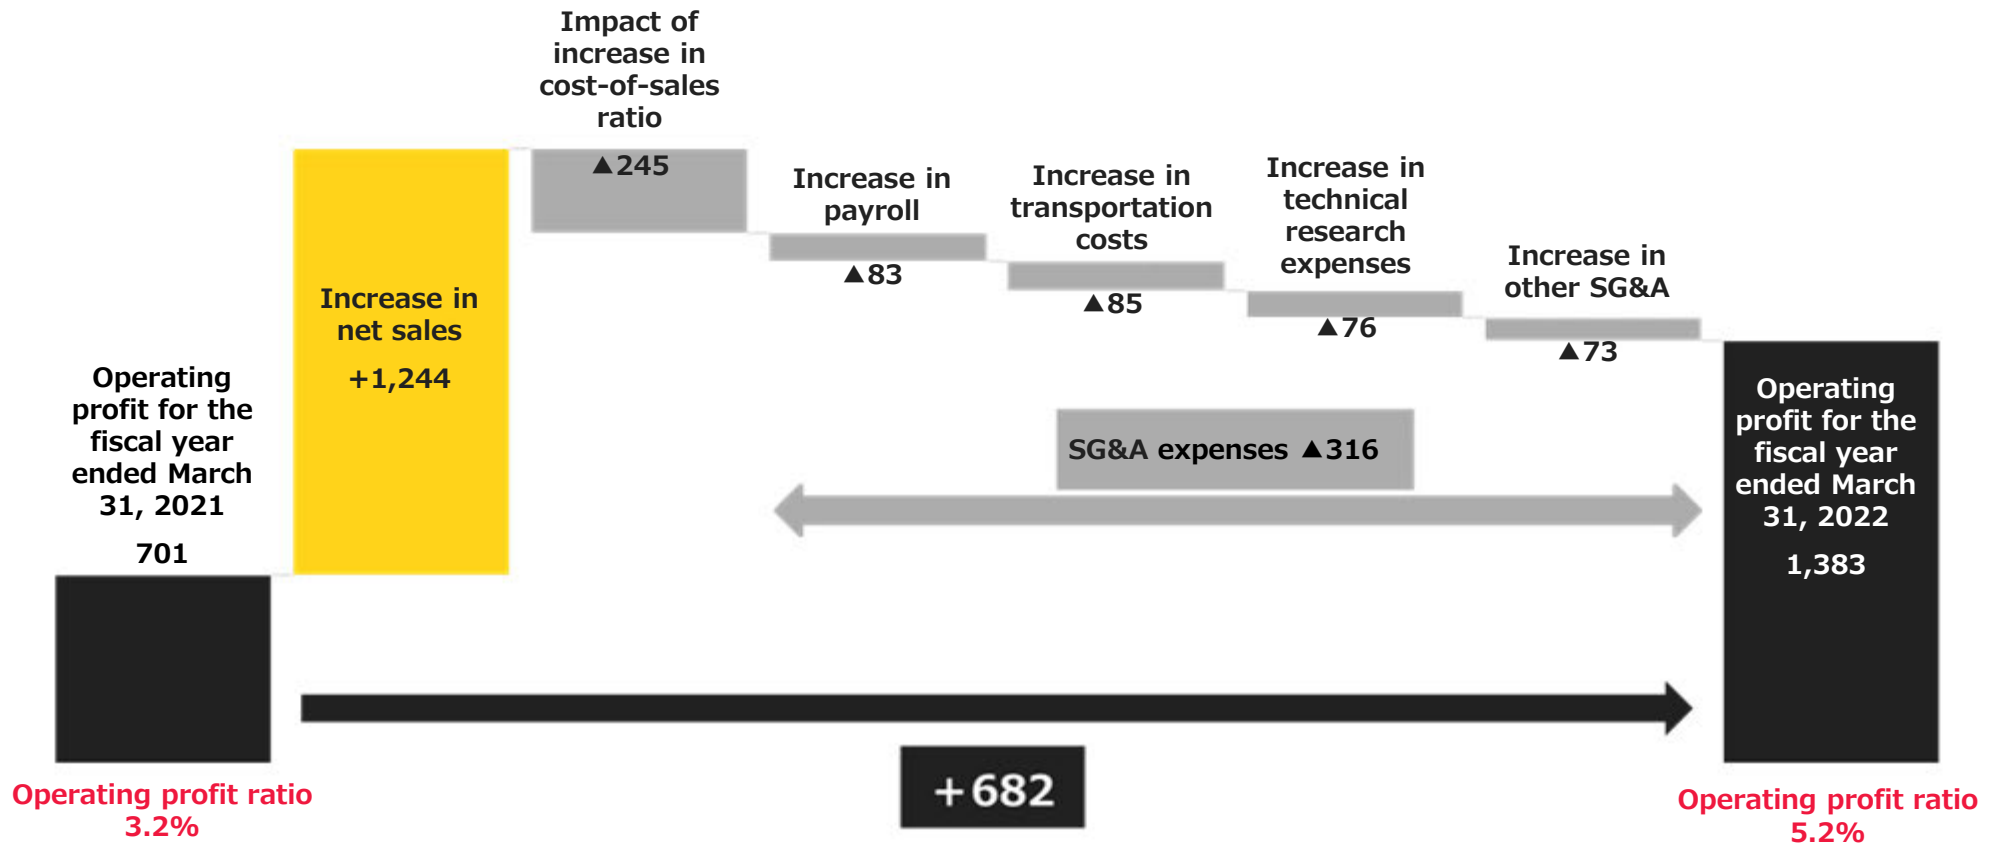 Impact of
increase in
cost-of-sales
ratio
▲245
Increase in
payroll
▲83
Increase in
transportation
costs
▲85
Increase in
technical
research
expenses
▲76
Increase in
other SG&A
▲73
Increase in
net sales
+1,244
Operating
profit for the
fiscal year
ended March
31, 2021
701
SG&A expenses ▲316
Operating
profit for the
fiscal year
ended March
31, 2022
1,383
+682
Operating profit ratio
3.2%
Operating profit ratio
5.2%